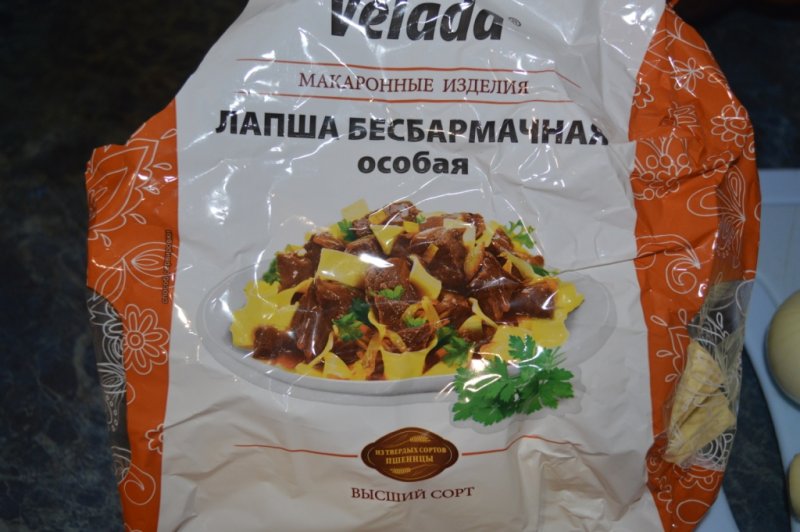 Velada®
МАКАРОННЫЕ ИЗДЕЛИЯ
ЛАПША БЕСБАРМАЧНАЯ
особая
ИЗ ТВЕРДЫХ СОРТОВ
ПШЕНИЦЫ
ВЫСШИЙ СОРТ